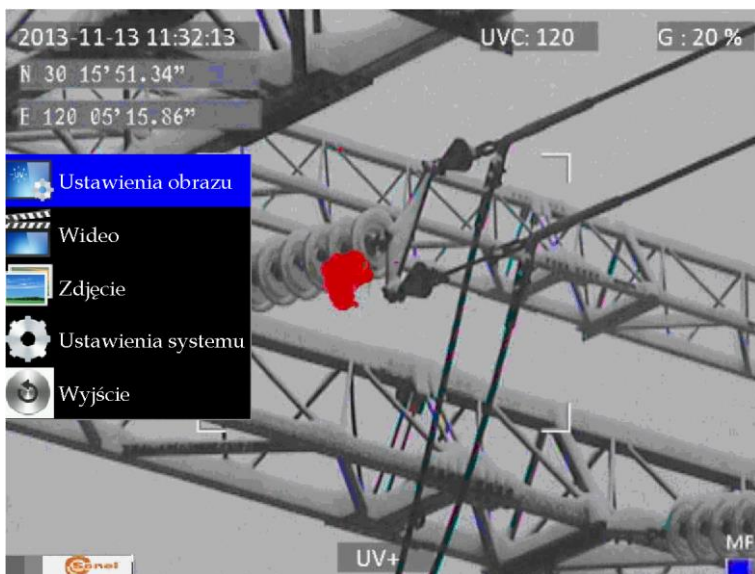 2013-11-13 11:32:13
UVC: 120
G : 20 %
N 30 15'51.34"
E 120 05'15.86"
Ustawienia obrazu
Wideo
Zdjęcie
Ustawienia systemu
Wyjście
Sonel
UV+
MF